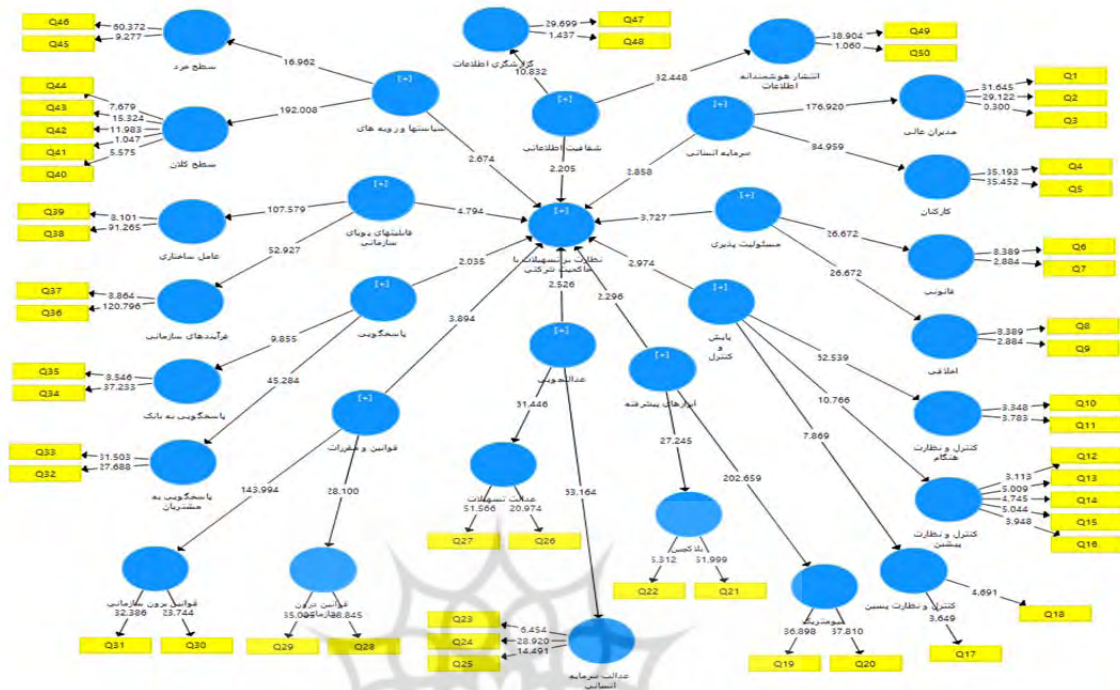 Q46
60.372
Q45
9.277
سطح خرد
16.962
Q44
7.679
Q43
15.324
Q42
11.983
Q41
1.047
Q40
5.575
سطح کلان
192.008
[+]
سیاستها و رویه های
2.674
29.699
Q47
1.437
Q48
گزارشگری اطلاعات
10.832
[+]
شفافیت اطلاعاتی
2.205
32.448
38.904
Q49
1.060
Q50
انتشار هوشمندانه
اطلاعات
[+]
سرمایه انسانی
2.858
176.920
84.959
31.645
Q1
29.122
Q2
0.300
Q3
مدیران عالی
35.193
Q4
35.452
Q5
کارکنان
Q39
8.101
Q38
91.265
عامل ساختاری
107.579
52.927
[+]
قابلیتهای پویای
سازمانی
4.794
[+]
نظارت بر تسهیلات با
حاکمیت شرکتی
[+]
مسئولیت پذیری
3.727
26.672
26.672
8.389
Q6
2.884
Q7
قانونی
8.389
Q8
2.884
Q9
اخلاقی
Q37
8.864
Q36
120.796
فرآیندهای سازمانی
[+]
پاسخگویی
2.035
9.855
45.284
Q35
8.546
Q34
37.233
پاسخگویی به بانک
Q33
31.503
Q32
27.688
پاسخگویی به
مشتریان
[+]
قوانین و مقررات
3.894
143.994
28.100
[+]
عدالتجویی
2.526
31.446
53.164
[+]
ابزارهای پیشرفته
2.296
27.245
202.659
[+]
پایش
و
کنترل
2.974
52.539
10.766
7.869
3.348
Q10
3.783
Q11
کنترل و نظارت
هنگام
3.113
Q12
5.009
Q13
4.745
Q14
5.044
Q15
3.948
Q16
کنترل و نظارت
پیشین
عدالت تسهیلات
51.566
20.974
Q27
Q26
بلاکچین
5.312
51.999
Q22
Q21
قوانین برون سازمانی
32.386
23.744
Q31
Q30
قوانین درون
Q29
Q28
Q23
6.454
Q24
28.920
Q25
14.491
عدالت سرمایه
انسانی
بیومتریک
36.898
37.810
Q19
Q20
کنترل و نظارت پسین
4.691
Q18
3.649
Q17